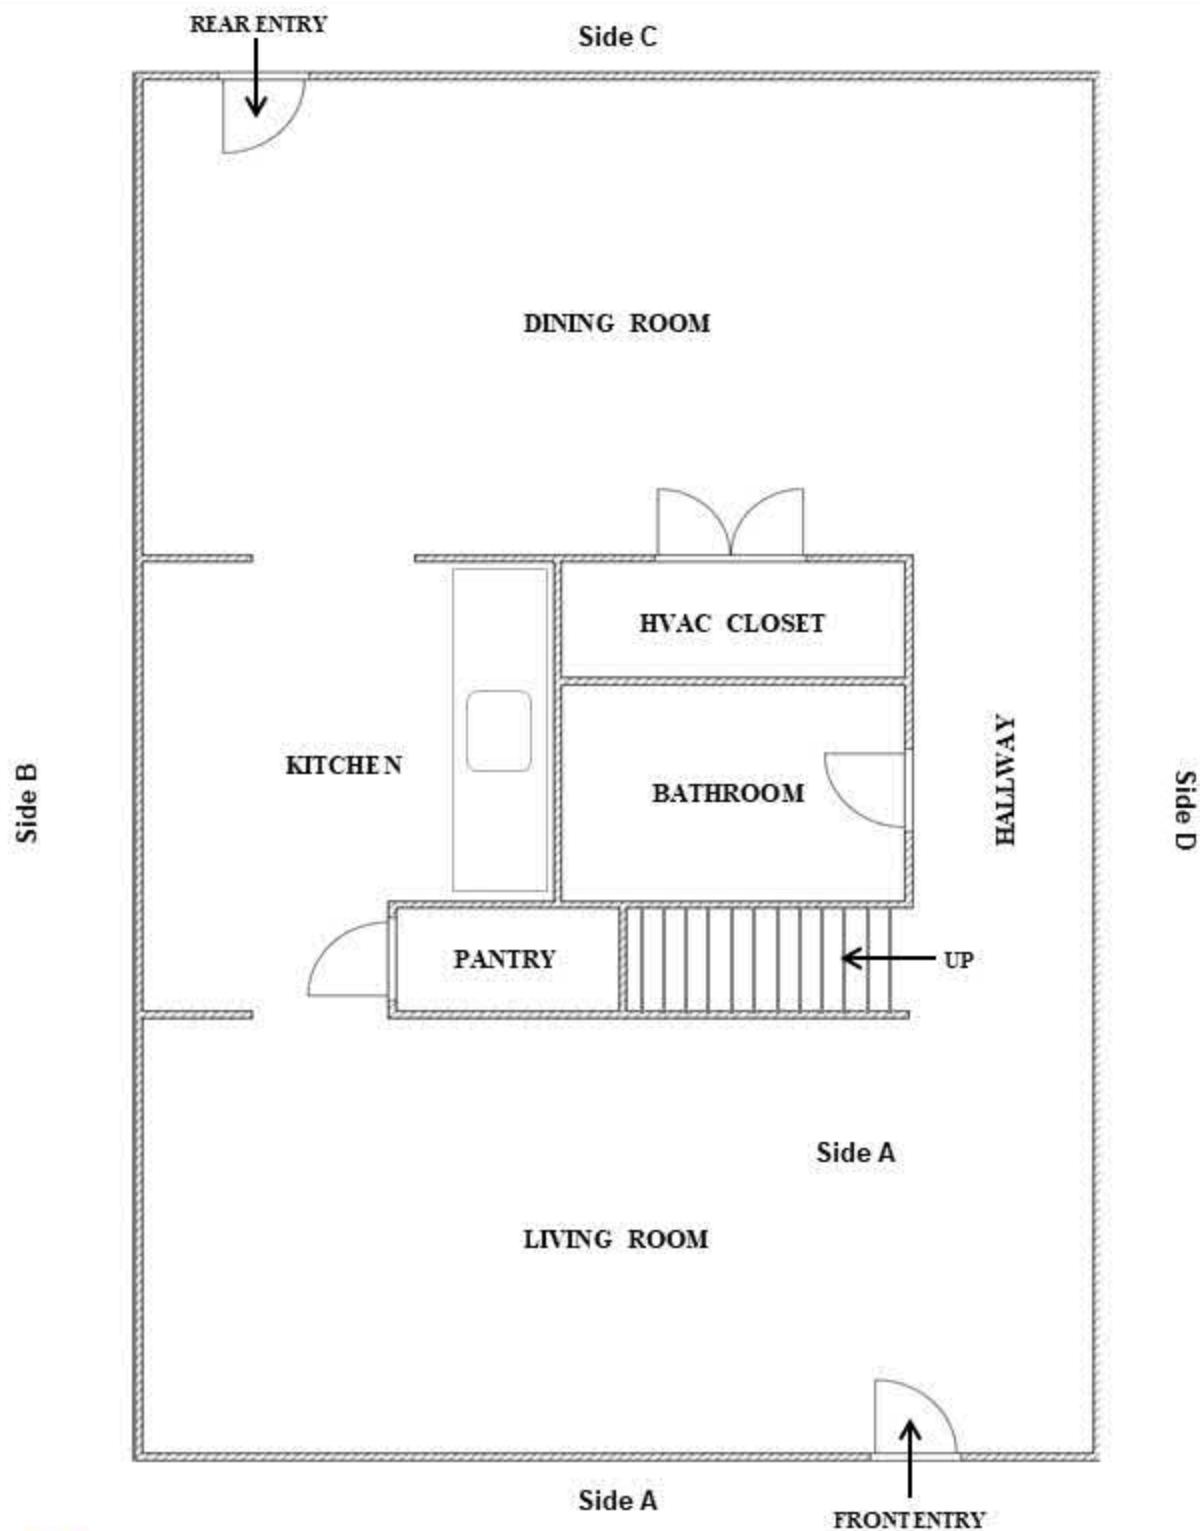 REAR ENTRY
Side C
DINING ROOM
HVAC CLOSET
KITCHEN
BATHROOM
HALLWAY
Side B
Side D
PANTRY
UP
Side A
LIVING ROOM
Side A
FRONT ENTRY